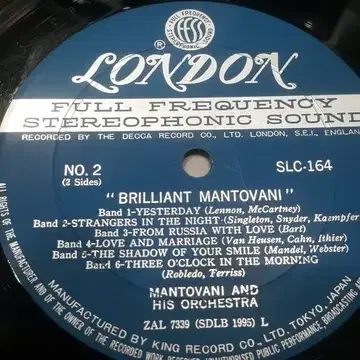 FULL FREQUENCY
ffss
STEREOPHONIC
®
LONDON
FULL FREQUENCY
STEREOPHONIC SOUND
RECORDED BY THE DECCA RECORD CO., LTD. LONDON, S.E.I., ENGLAND
NO. 2
(2 Sides)
SLC-164
"BRILLIANT MANTOVANI"
Band 1-YESTERDAY (Lennon, McCartney)
Band 2-STRANGERS IN THE NIGHT (Singleton, Snyder, Kaempfer
Band 3-FROM RUSSIA WITH LOVE (Bart)
Band 4-LOVE AND MARRIAGE (Van Heusen, Cahn, Ithier)
Band 5-THE SHADOW OF YOUR SMILE (Mandel, Webster)
Band 6-THREE O'CLOCK IN THE MORNING
(Robledo, Terriss)
MANTOVANI AND
HIS ORCHESTRA
ZAL 7339 (SDLB 1995) L
MANUFACTURED BY KING RECORD CO., LTD., TOKYO, JAPAN
ALL RIGHTS OF THE MANUFACTURER AND OF THE OWNER OF THE RECORDED WORK RESERVED UNAUTHORISED PUBLIC PERFORMANCE, BROADCASTING AND